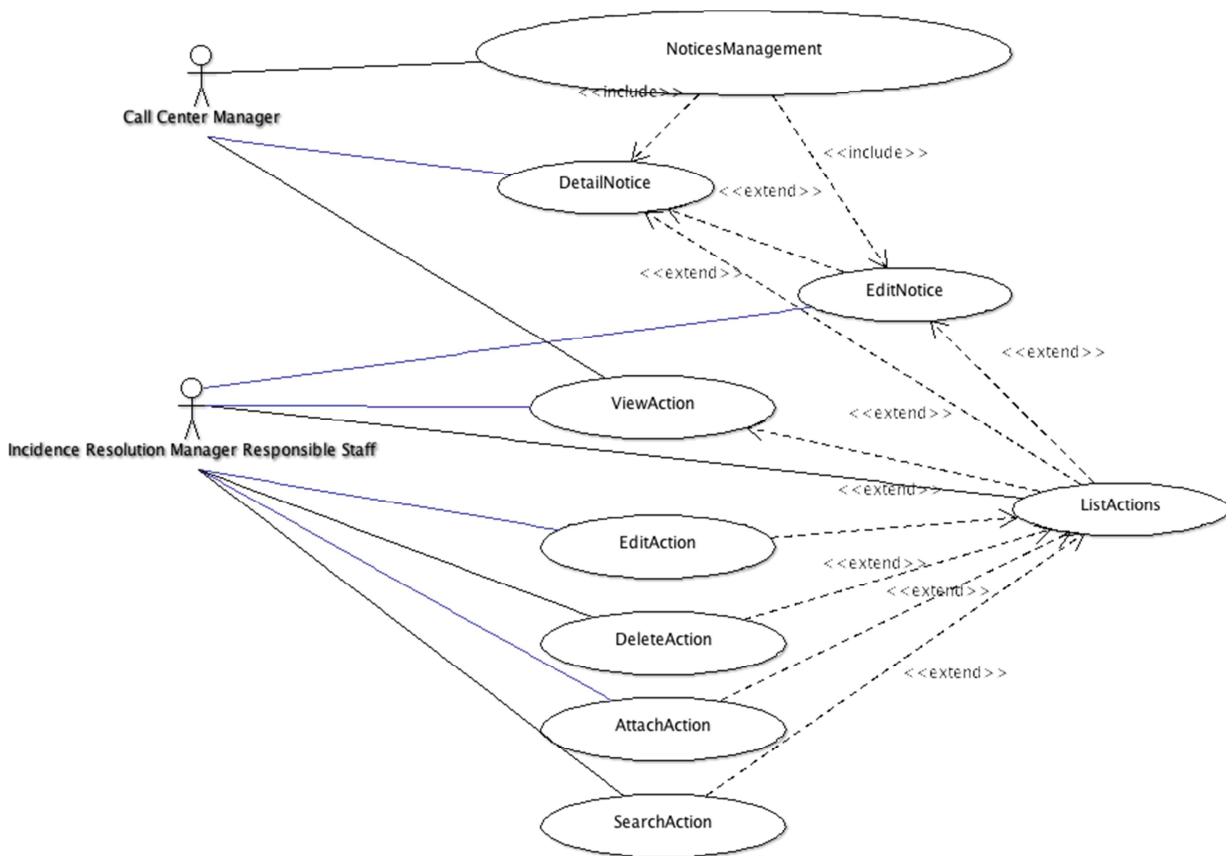 NoticesManagement
<<include>>
Call Center Manager
<<include>>
DetailNotice
<<extend>>
<<extend>>
EditNotice
<<extend>>
ViewAction
<<extend>>
Incidence Resolution Manager Responsible Staff
<<extend>>
ListActions
EditAction
<<extend>>
<<extend>>
DeleteAction
<<extend>>
AttachAction
SearchAction